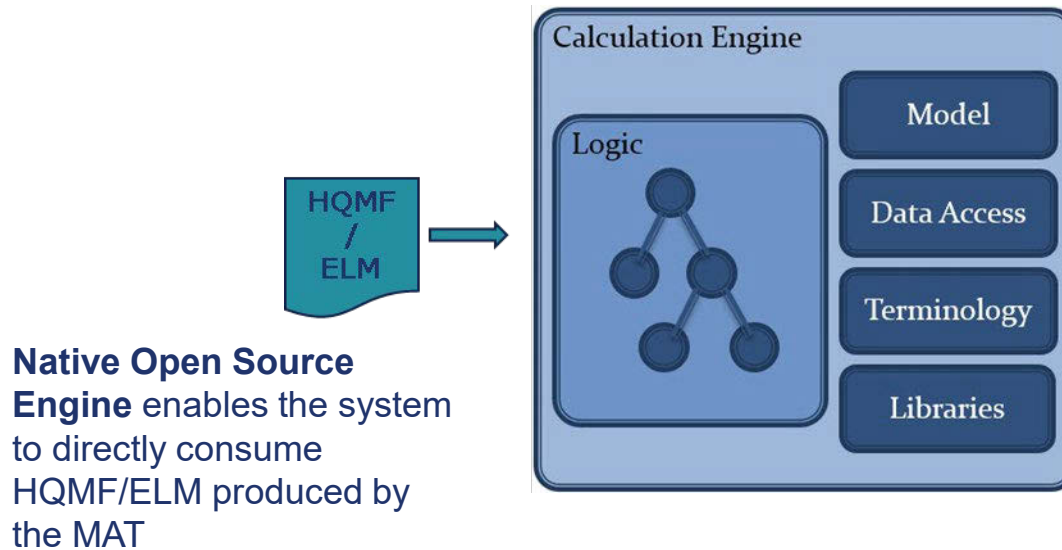 Calculation Engine
Logic
Model
Data Access
Terminology
Libraries
HQMF
/
ELM
Native Open Source
Engine enables the system
to directly consume
HQMF/ELM produced by
the MAT